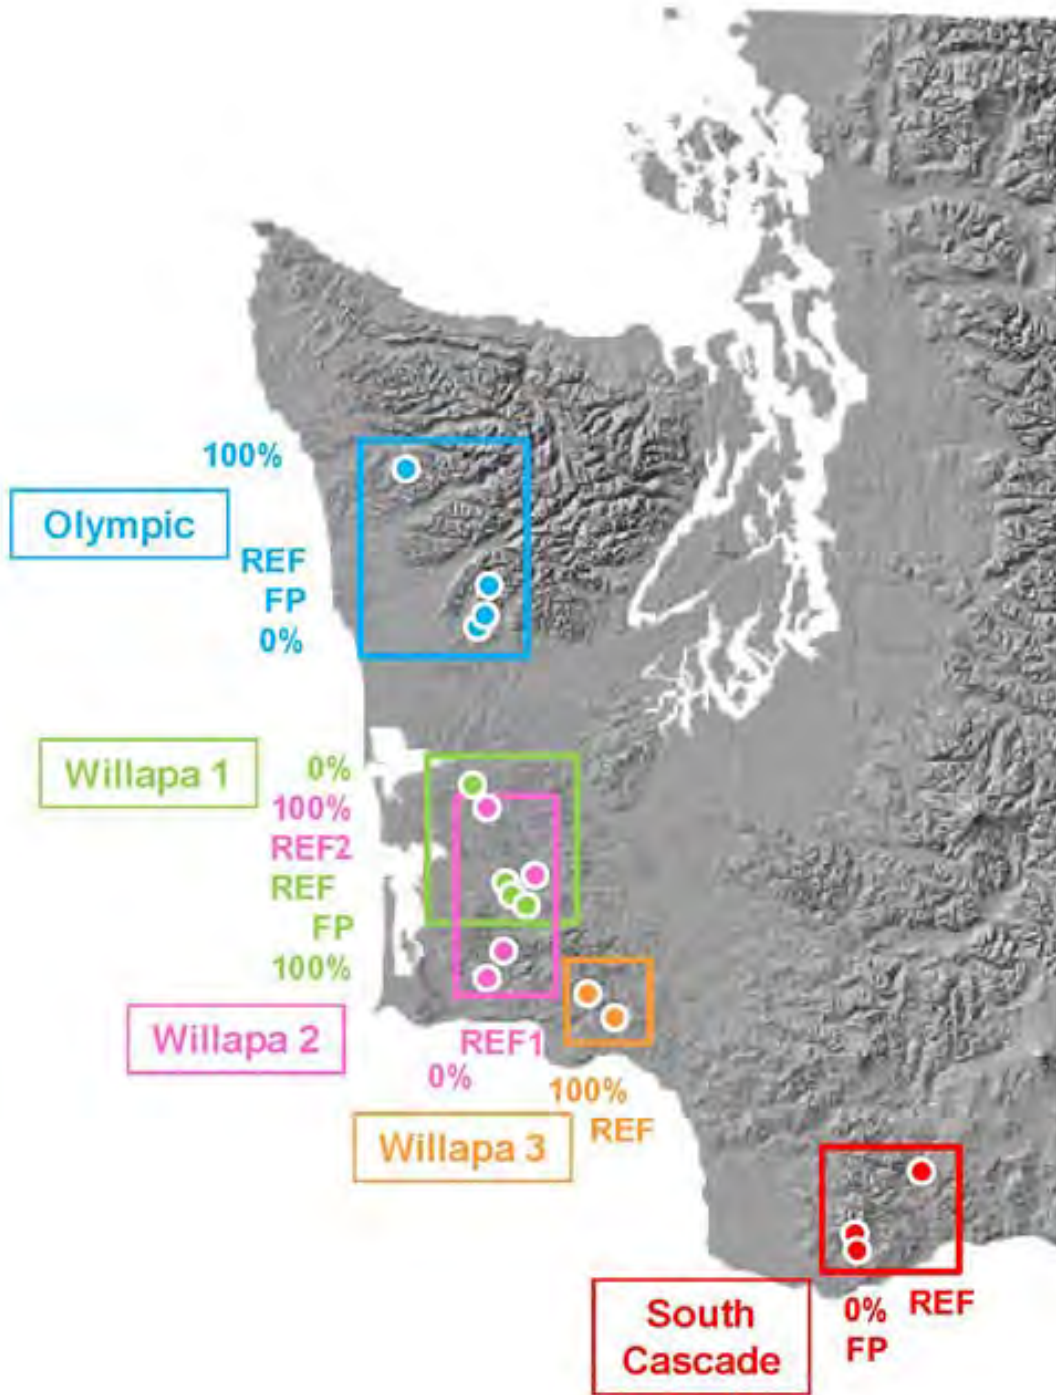 100%
Olympic
REF
FP
0%
Willapa 1
0%
100%
REF2
REF
FP
100%
Willapa 2
REF1
0%
100%
Willapa 3
REF
South
Cascade
0%
REF
FP